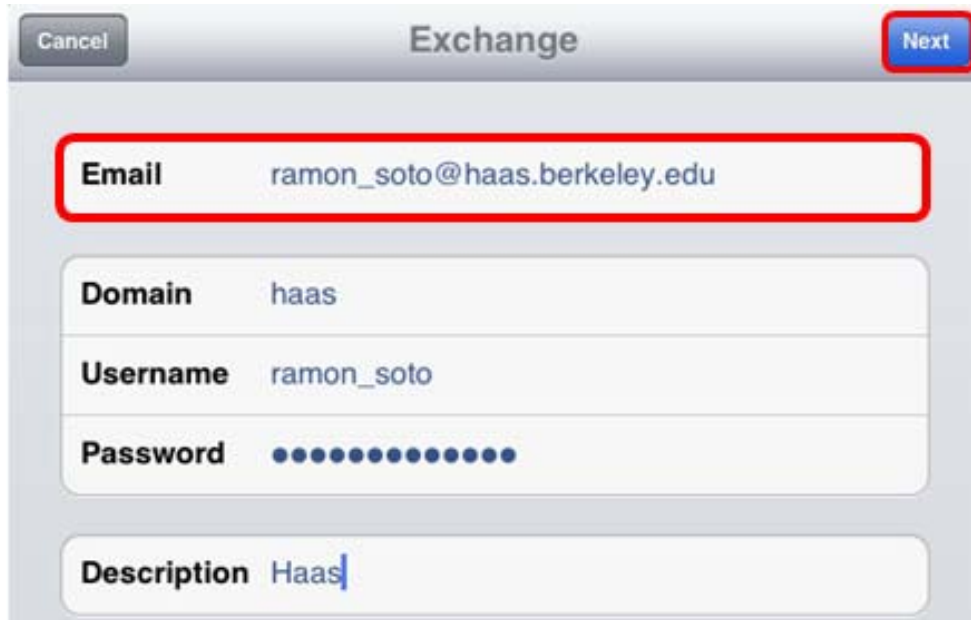 Cancel Exchange Next
Email ramon_soto@haas.berkeley.edu
Domain haas
Username ramon_soto
Password ●●●●●●●●●●●●●
Description Haas